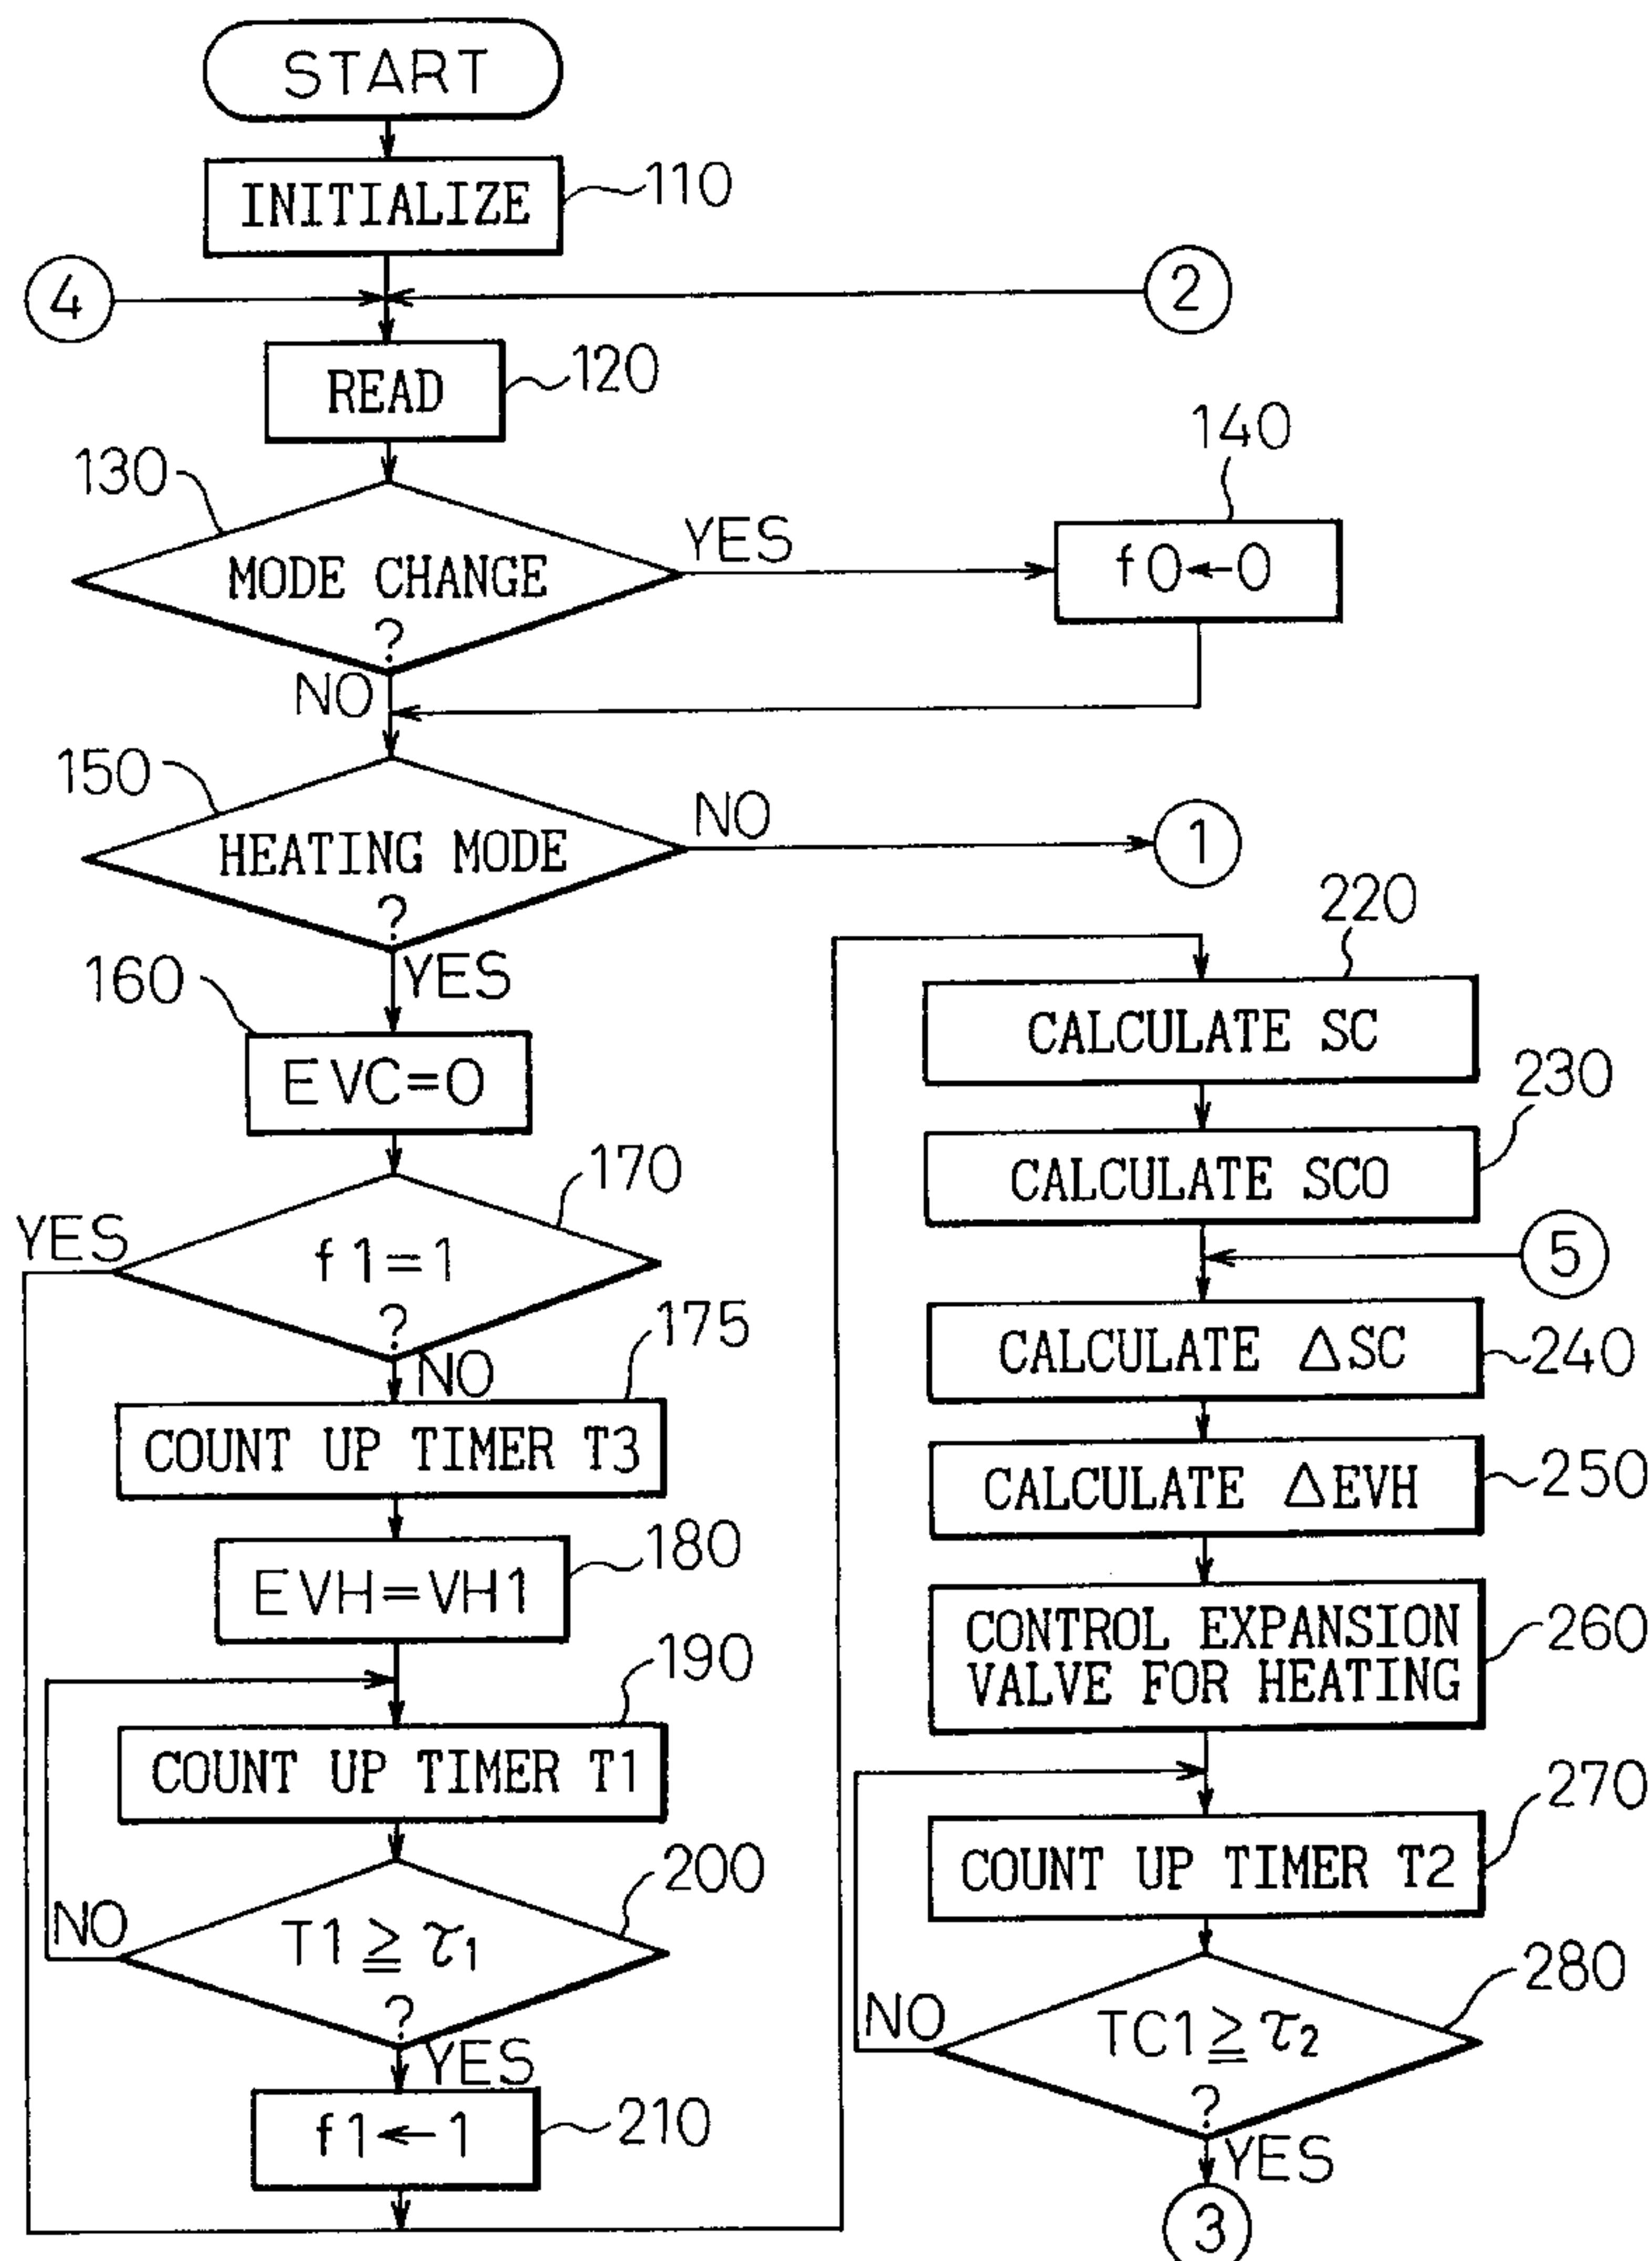 START
INITIALIZE
110
4
2
READ
120
130
MODE CHANGE
?
YES
140
f0←0
NO
150
HEATING MODE
?
NO
1
YES
160
EVC=0
170
f1=1
?
YES
NO
175
COUNT UP TIMER T3
EVH=VH1
180
190
COUNT UP TIMER T1
200
T1≧τ1
?
NO
YES
f1←1
210
220
CALCULATE SC
230
CALCULATE SCO
5
CALCULATE ΔSC
240
CALCULATE ΔEVH
250
CONTROL EXPANSION
VALVE FOR HEATING
260
270
COUNT UP TIMER T2
280
TC1≧τ2
?
NO
YES
3